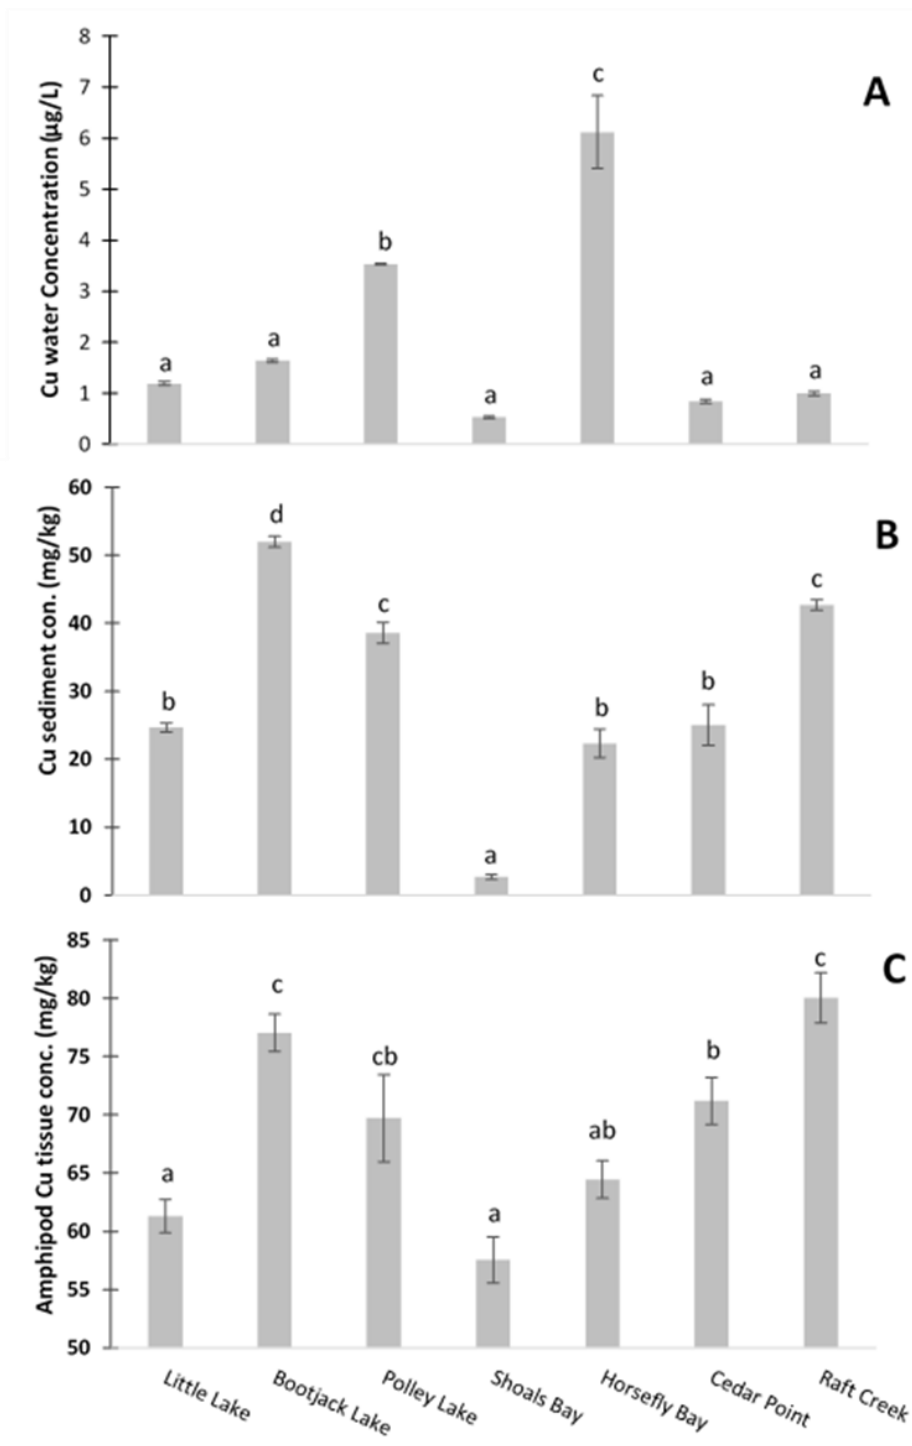 8
7
6
5
4
3
2
1
0
Cu water Concentration (µg/L)
a
a
b
a
c
a
a
A
60
50
40
30
20
10
0
Cu sediment con. (mg/kg)
b
d
c
a
b
b
c
B
85
80
75
70
65
60
55
50
Amphipod Cu tissue conc. (mg/kg)
a
c
cb
a
ab
b
c
C
Little Lake
Bootjack Lake
Polley Lake
Shoals Bay
Horsefly Bay
Cedar Point
Raft Creek